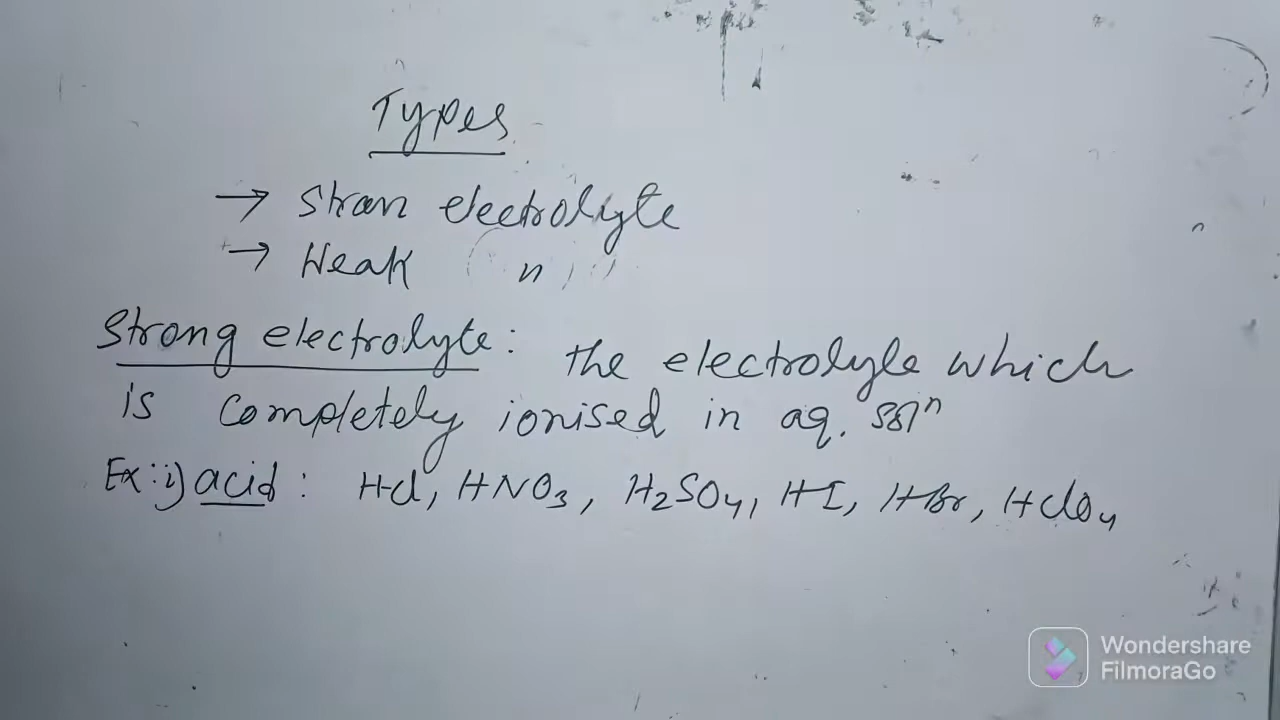 Types
→ Stran electrolyte
→ Weak "
Strong electrolyte: the electrolyte which
is completely ionised in aq. solⁿ
Ex: i) acid: HCl, HNO₃, H₂SO₄, HI, HBr, HClO₄
Wondershare
FilmoraGo